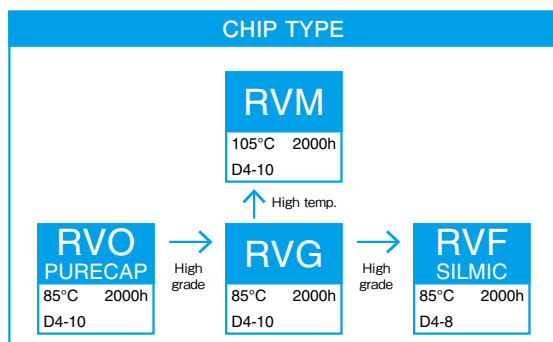 CHIP TYPE
RVM
105°C 2000h
D4-10
High temp.
RVO
PURECAP
85°C 2000h
D4-10
High
grade
RVG
85°C 2000h
D4-10
High
grade
RVF
SILMIC
85°C 2000h
D4-8